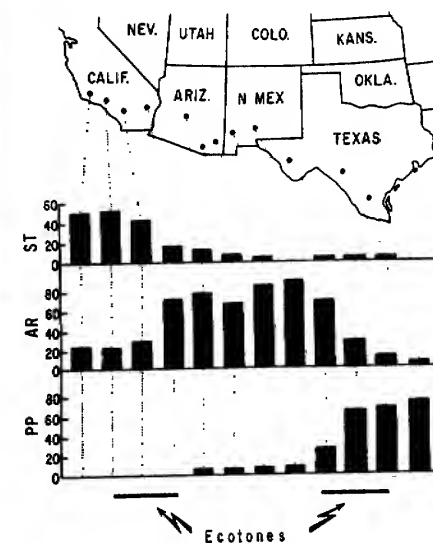 NEV. UTAH COLO. KANS.
CALIF. ARIZ. N MEX OKLA.
TEXAS
60
40
20
0
ST
80
60
40
20
0
AR
80
60
40
20
0
PP
Ecotones